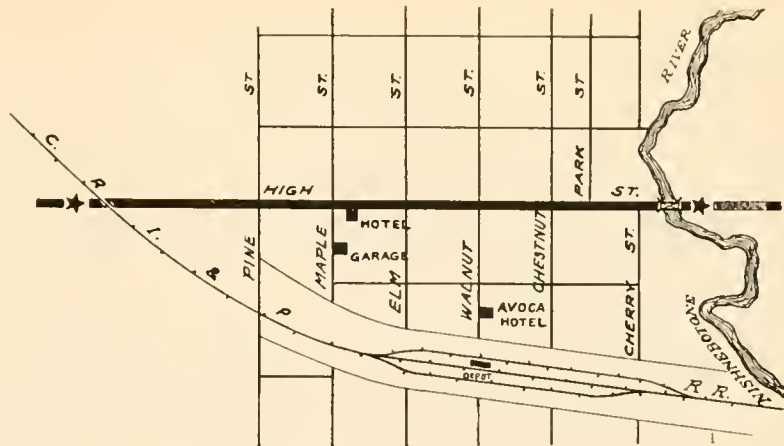 ST
ST.
ST.
ST.
ST.
ST
RIVER
C. R. I. & P
HIGH ST.
PARK
HOTEL
GARAGE
PINE
MAPLE
ELM
WALNUT
CHESTNUT
CHERRY ST.
AVOCA
HOTEL
DEPOT
R R.
NISHNEBOTONE